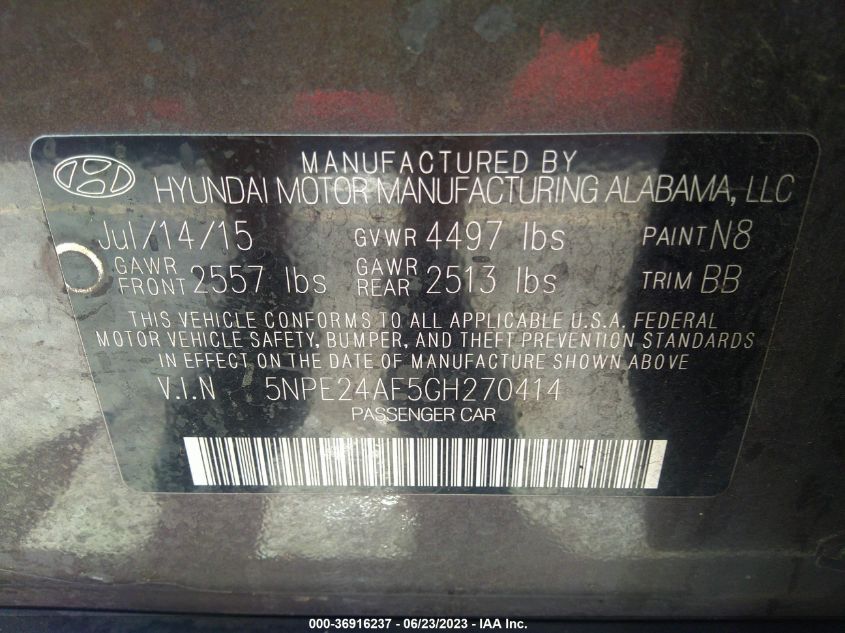 MANUFACTURED BY
HYUNDAI MOTOR MANUFACTURING ALABAMA, LLC
Jul/14/15 GVWR 4497 lbs PAINT N8
GAWR FRONT 2557 lbs GAWR REAR 2513 lbs TRIM BB
THIS VEHICLE CONFORMS TO ALL APPLICABLE U.S.A. FEDERAL
MOTOR VEHICLE SAFETY, BUMPER, AND THEFT PREVENTION STANDARDS
IN EFFECT ON THE DATE OF MANUFACTURE SHOWN ABOVE
V.I.N 5NPE24AF5GH270414
PASSENGER CAR
000-36916237 - 06/23/2023 - IAA Inc.